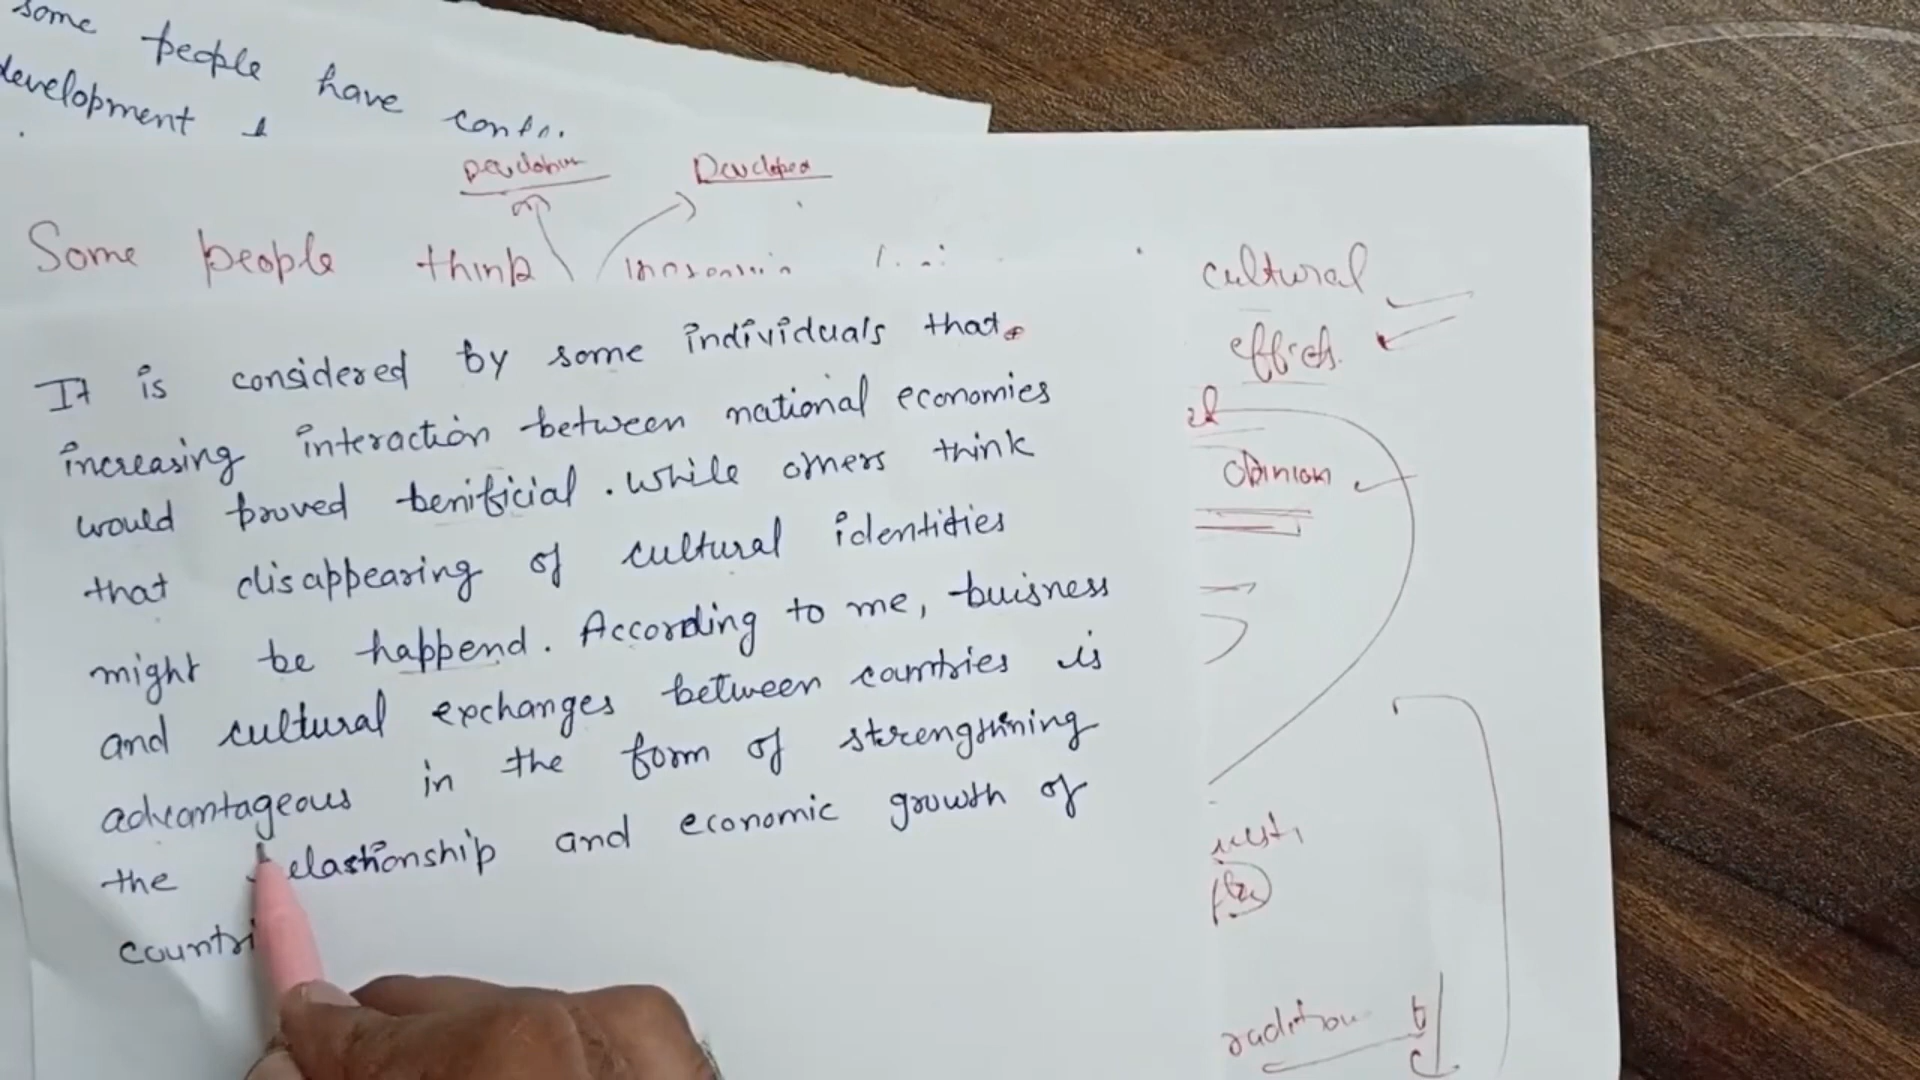 some people have
development
Developed
Some people think
It is considered by some individuals that
increasing interaction between national economies
would proved benificial. While others think
that disappearing of cultural identities
might be happend. According to me, buisness
and cultural exchanges between countries is
advantageous in the form of strengthining
the relationship and economic growth of
countri
cultural
effects.
opinion